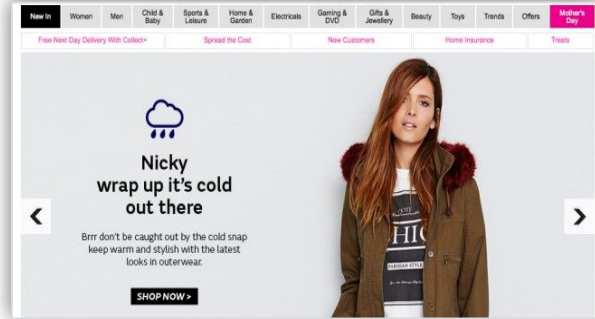 New In Women Men Child & Baby Sports & Leisure Home & Garden Electricals Gaming & DVD Gifts & Jewellery Beauty Toys Trends Offers Mother's Day
Free Next Day Delivery With Collect+ Spread the Cost New Customers Home Insurance Treats
Nicky
wrap up it's cold
out there
Brrr don't be caught out by the cold snap
keep warm and stylish with the latest
looks in outerwear.
SHOP NOW >
PARISIAN STYLE